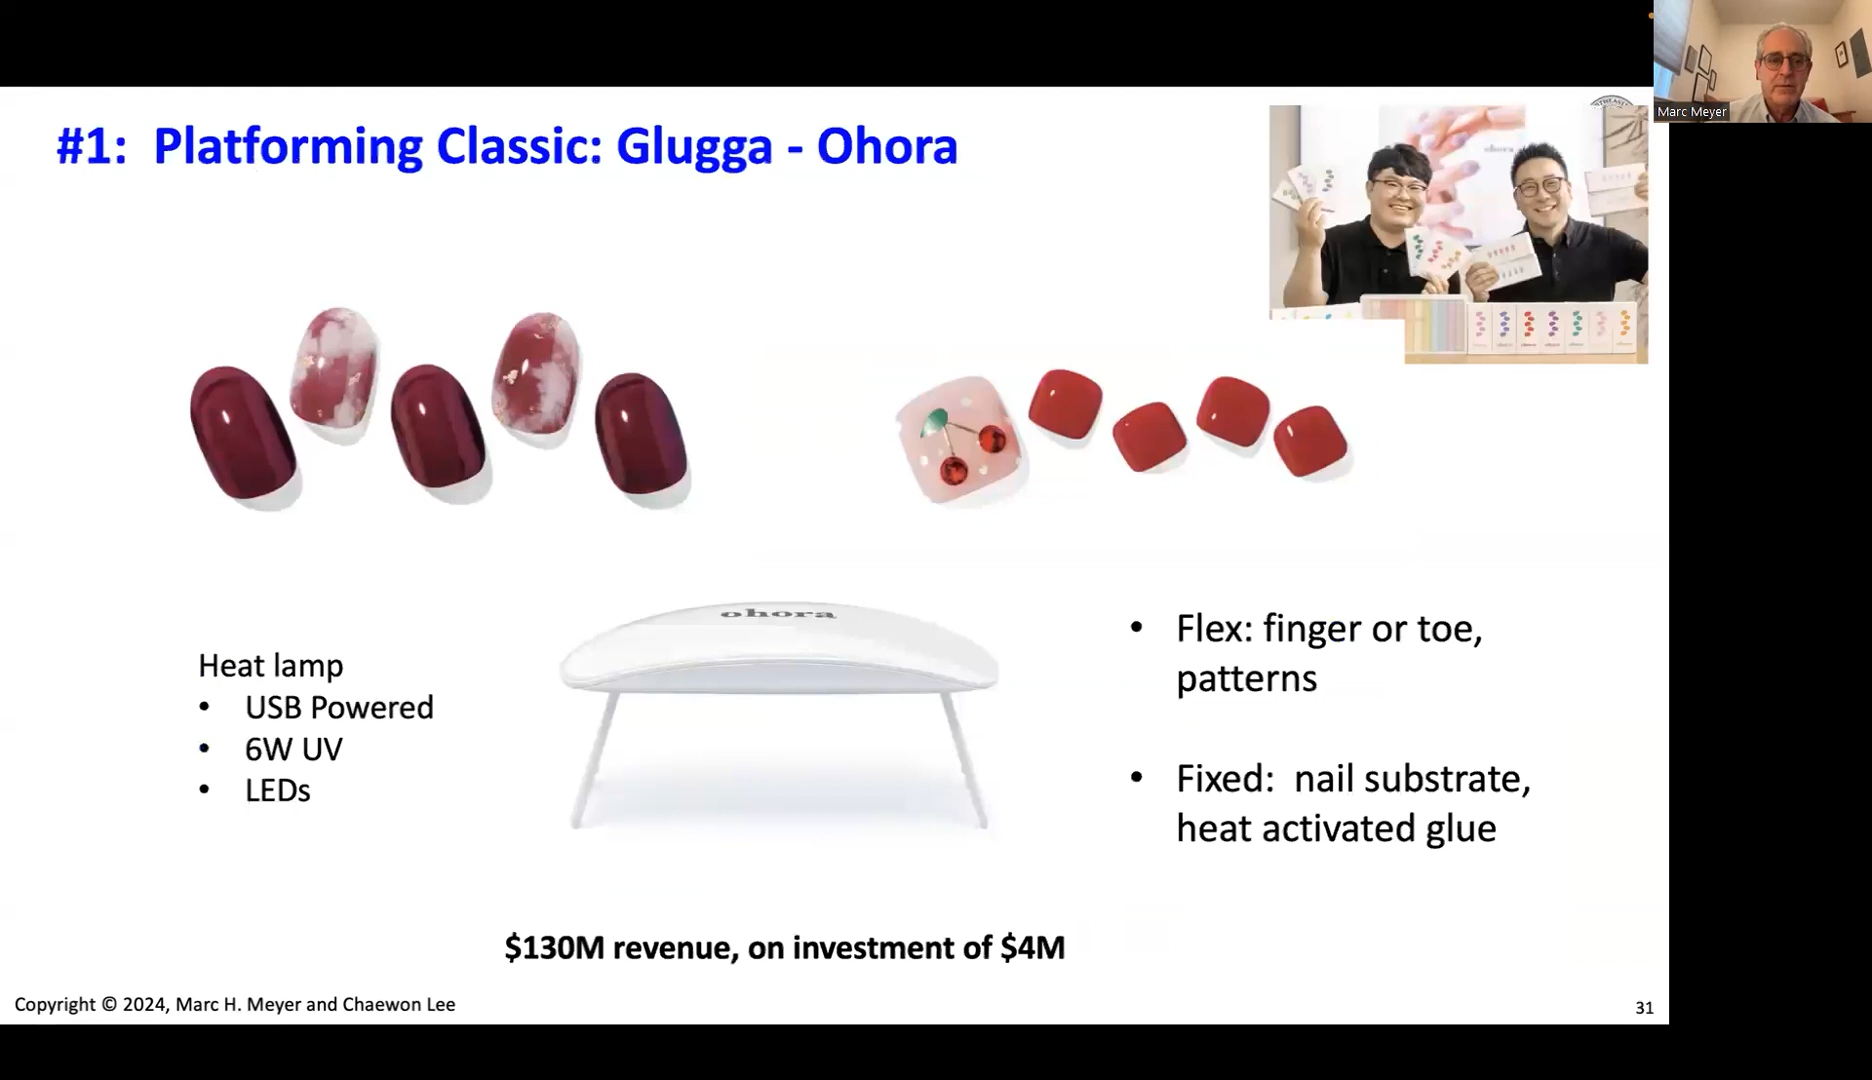 Marc Meyer
#1: Platforming Classic: Glugga - Ohora
ohora
Heat lamp
• USB Powered
• 6W UV
• LEDs
• Flex: finger or toe,
patterns
• Fixed: nail substrate,
heat activated glue
$130M revenue, on investment of $4M
Copyright © 2024, Marc H. Meyer and Chaewon Lee
31